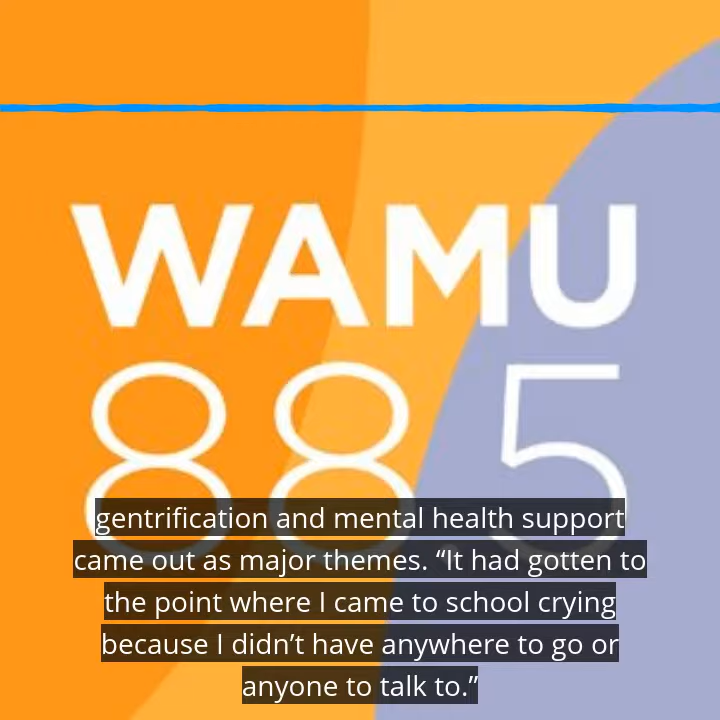 WAMU
88 5
gentrification and mental health support
came out as major themes. “It had gotten to
the point where I came to school crying
because I didn’t have anywhere to go or
anyone to talk to.”